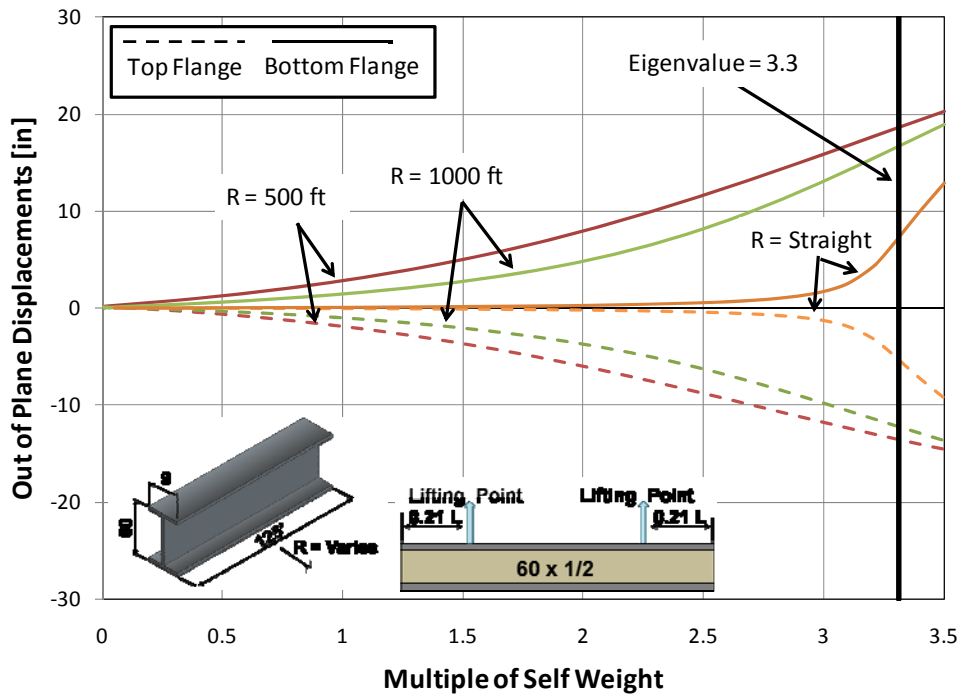 30
20
10
0
-10
-20
-30
Out of Plane Displacements [in]
Top Flange Bottom Flange
Eigenvalue = 3.3
R = 500 ft
R = 1000 ft
R = Straight
9
60
R = Varies
Lifting Point Lifting Point
0.21 L 0.21 L
60 x 1/2
0 0.5 1 1.5 2 2.5 3 3.5
Multiple of Self Weight